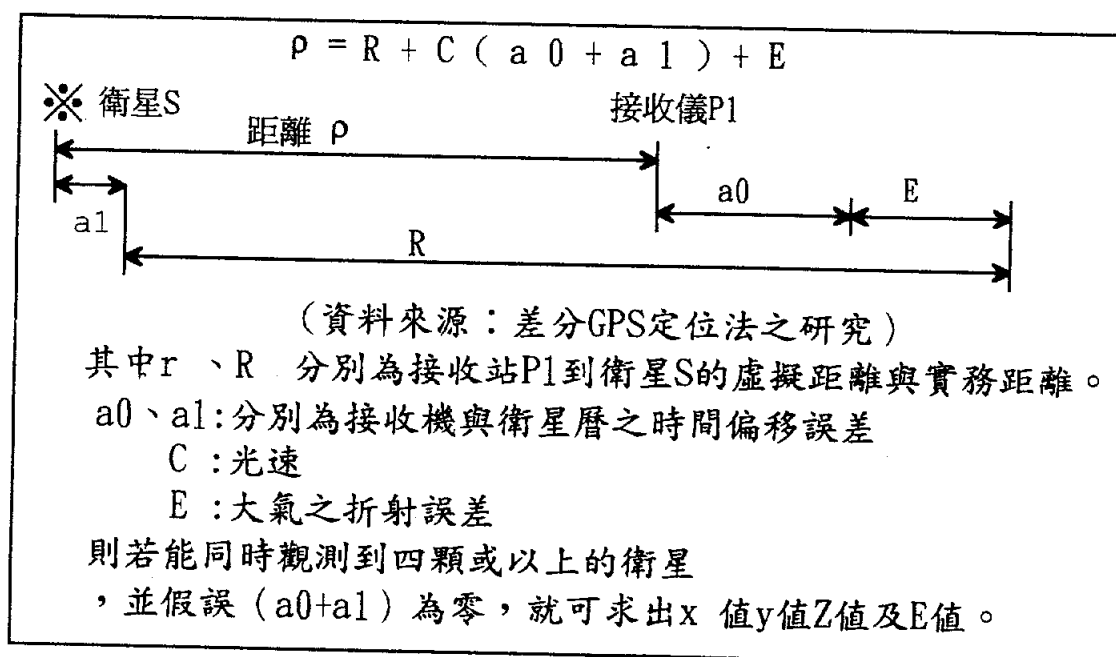 ρ = R + C ( a 0 + a 1 ) + E
※ 衛星S
接收儀P1
距離 ρ
a0
E
a1
R
（資料來源：差分GPS定位法之研究）
其中r 、R 分別為接收站P1到衛星S的虛擬距離與實務距離。
a0、a1:分別為接收機與衛星曆之時間偏移誤差
C :光速
E :大氣之折射誤差
則若能同時觀測到四顆或以上的衛星
，並假誤（a0+a1）為零，就可求出x 值y值Z值及E值。